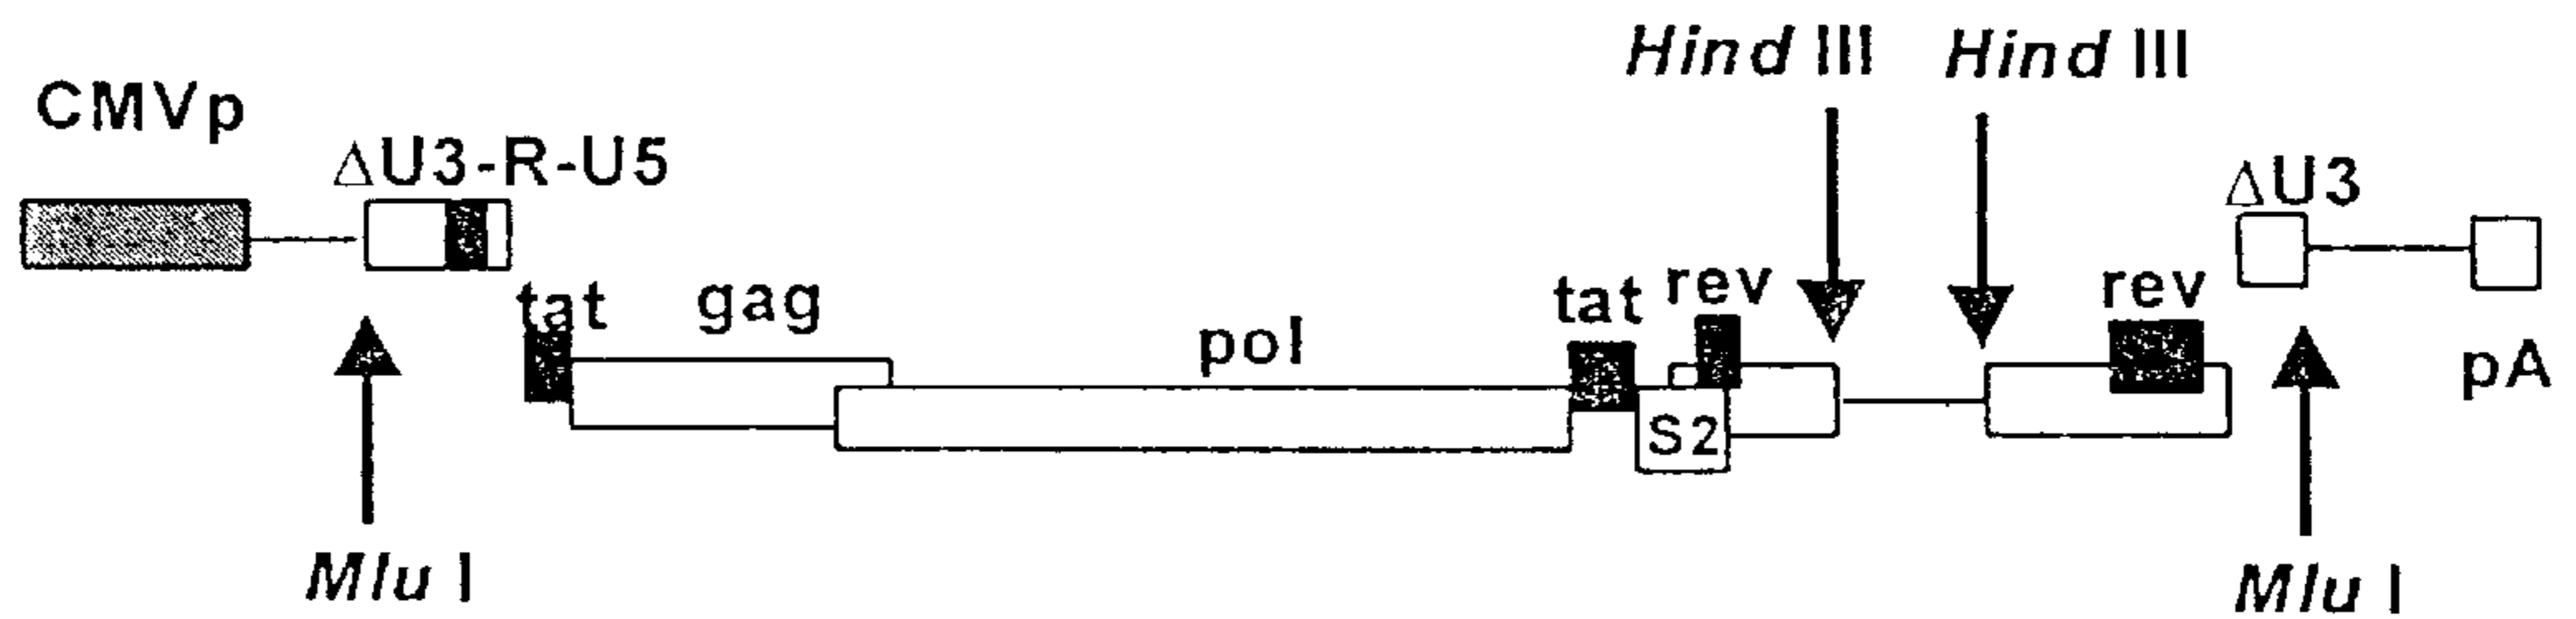 Hind III Hind III
CMVp
ΔU3-R-U5
ΔU3
tat gag pol tat rev rev
S2
pA
Mlu I Mlu I